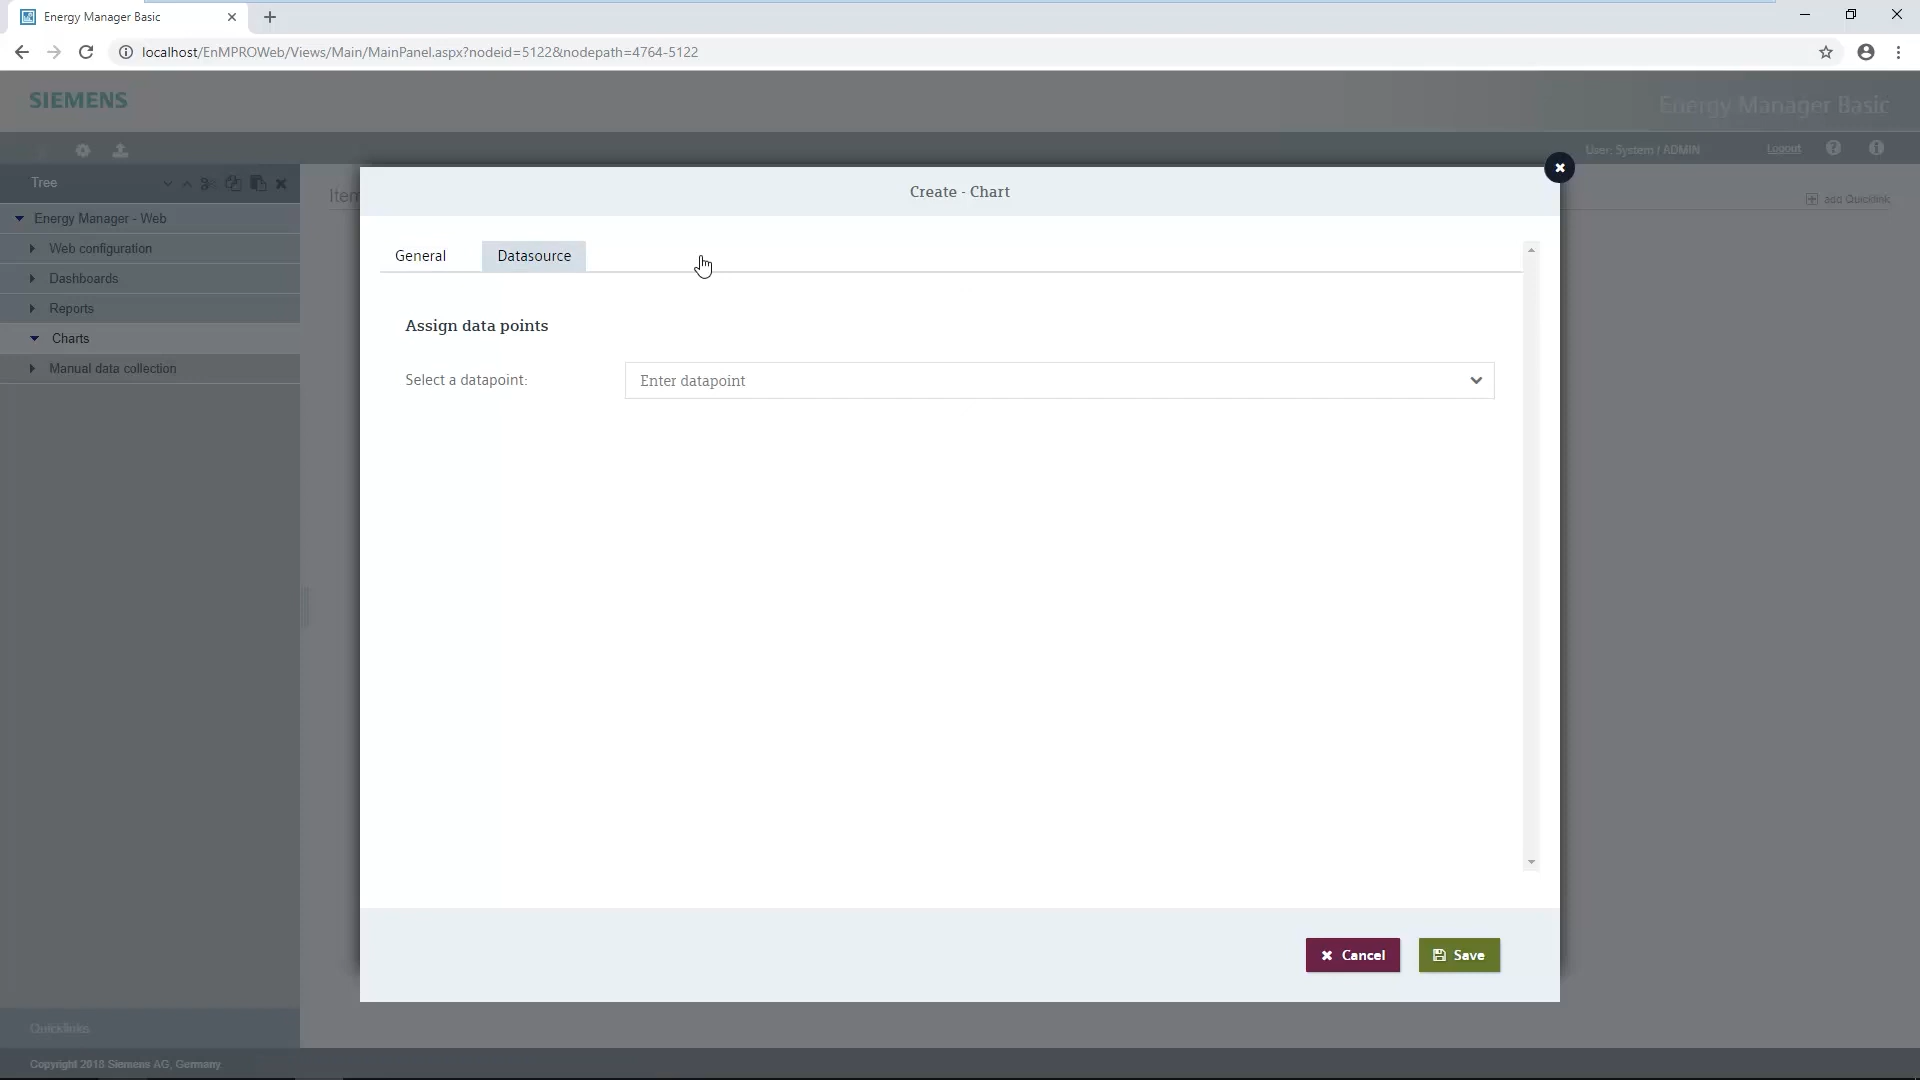 Energy Manager Basic
localhost/EnMPROWeb/Views/Main/MainPanel.aspx?nodeid=5122&nodepath=4764-5122
SIEMENS
Energy Manager Basic
User: System / ADMIN
Logout
Tree
Item
add Quicklink
Create - Chart
Energy Manager - Web
Web configuration
Dashboards
Reports
Charts
Manual data collection
General
Datasource
Assign data points
Select a datapoint:
Enter datapoint
Cancel
Save
Quicklinks
Copyright 2018 Siemens AG, Germany